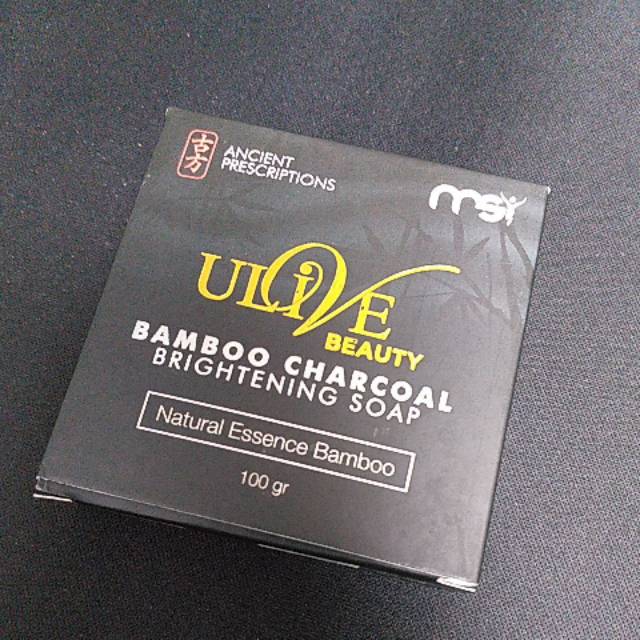 古方
ANCIENT
PRESCRIPTIONS
msi
ULIVE
BEAUTY
BAMBOO CHARCOAL
BRIGHTENING SOAP
Natural Essence Bamboo
100 gr